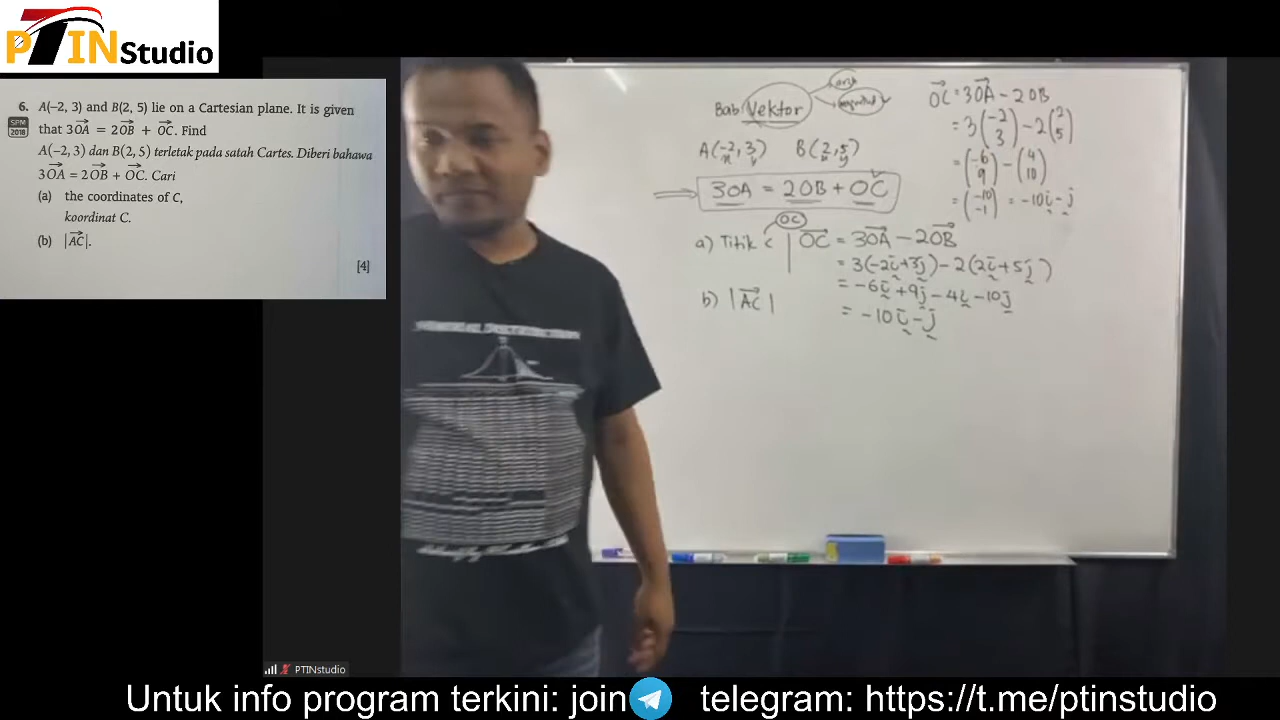 PTIN Studio
6. A(–2, 3) and B(2, 5) lie on a Cartesian plane. It is given
SPM 2018
that 3OA = 2OB + OC. Find
A(–2, 3) dan B(2, 5) terletak pada satah Cartes. Diberi bahawa
3OA = 2OB + OC. Cari
(a) the coordinates of C,
koordinat C.
(b) |AC|.
[4]
Bab Vektor
A(-2, 3) B(2, 5)
x y x y
3OA = 2OB + OC
OC
a) Titik C
b) |AC|
OC = 3OA - 2OB
= 3(-2i+3j) - 2(2i+5j)
= -6i +9j - 4i - 10j
= -10i - j
OC = 3OA - 2OB
= 3(-2 3) - 2(2 5)
= (-6 9) - (4 10)
= (-10 -1) = -10i - j
PTINstudio
Untuk info program terkini: join telegram: https://t.me/ptinstudio